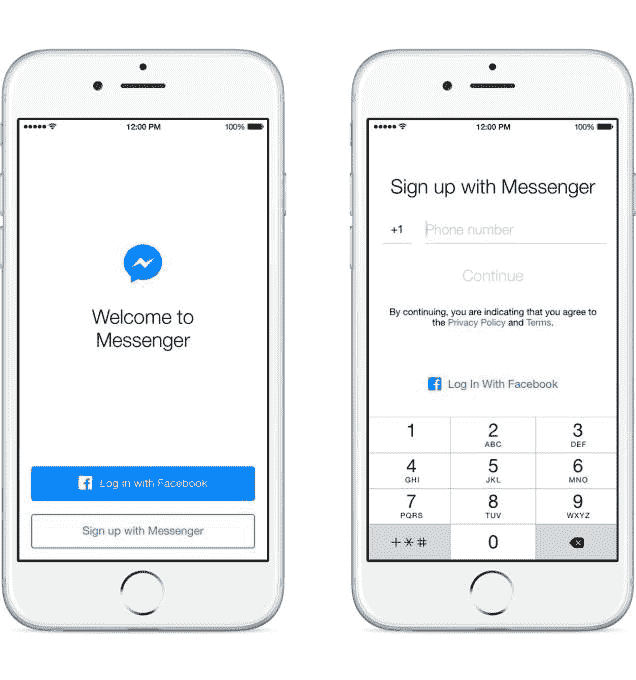 12:00 PM 100%
Welcome to
Messenger
Log in with Facebook
Sign up with Messenger
12:00 PM 100%
Sign up with Messenger
+1 Phone number
Continue
By continuing, you are indicating that you agree to
the Privacy Policy and Terms.
Log In With Facebook
1 2 3
ABC DEF
4 5 6
GHI JKL MNO
7 8 9
PQRS TUV WXYZ
+*# 0